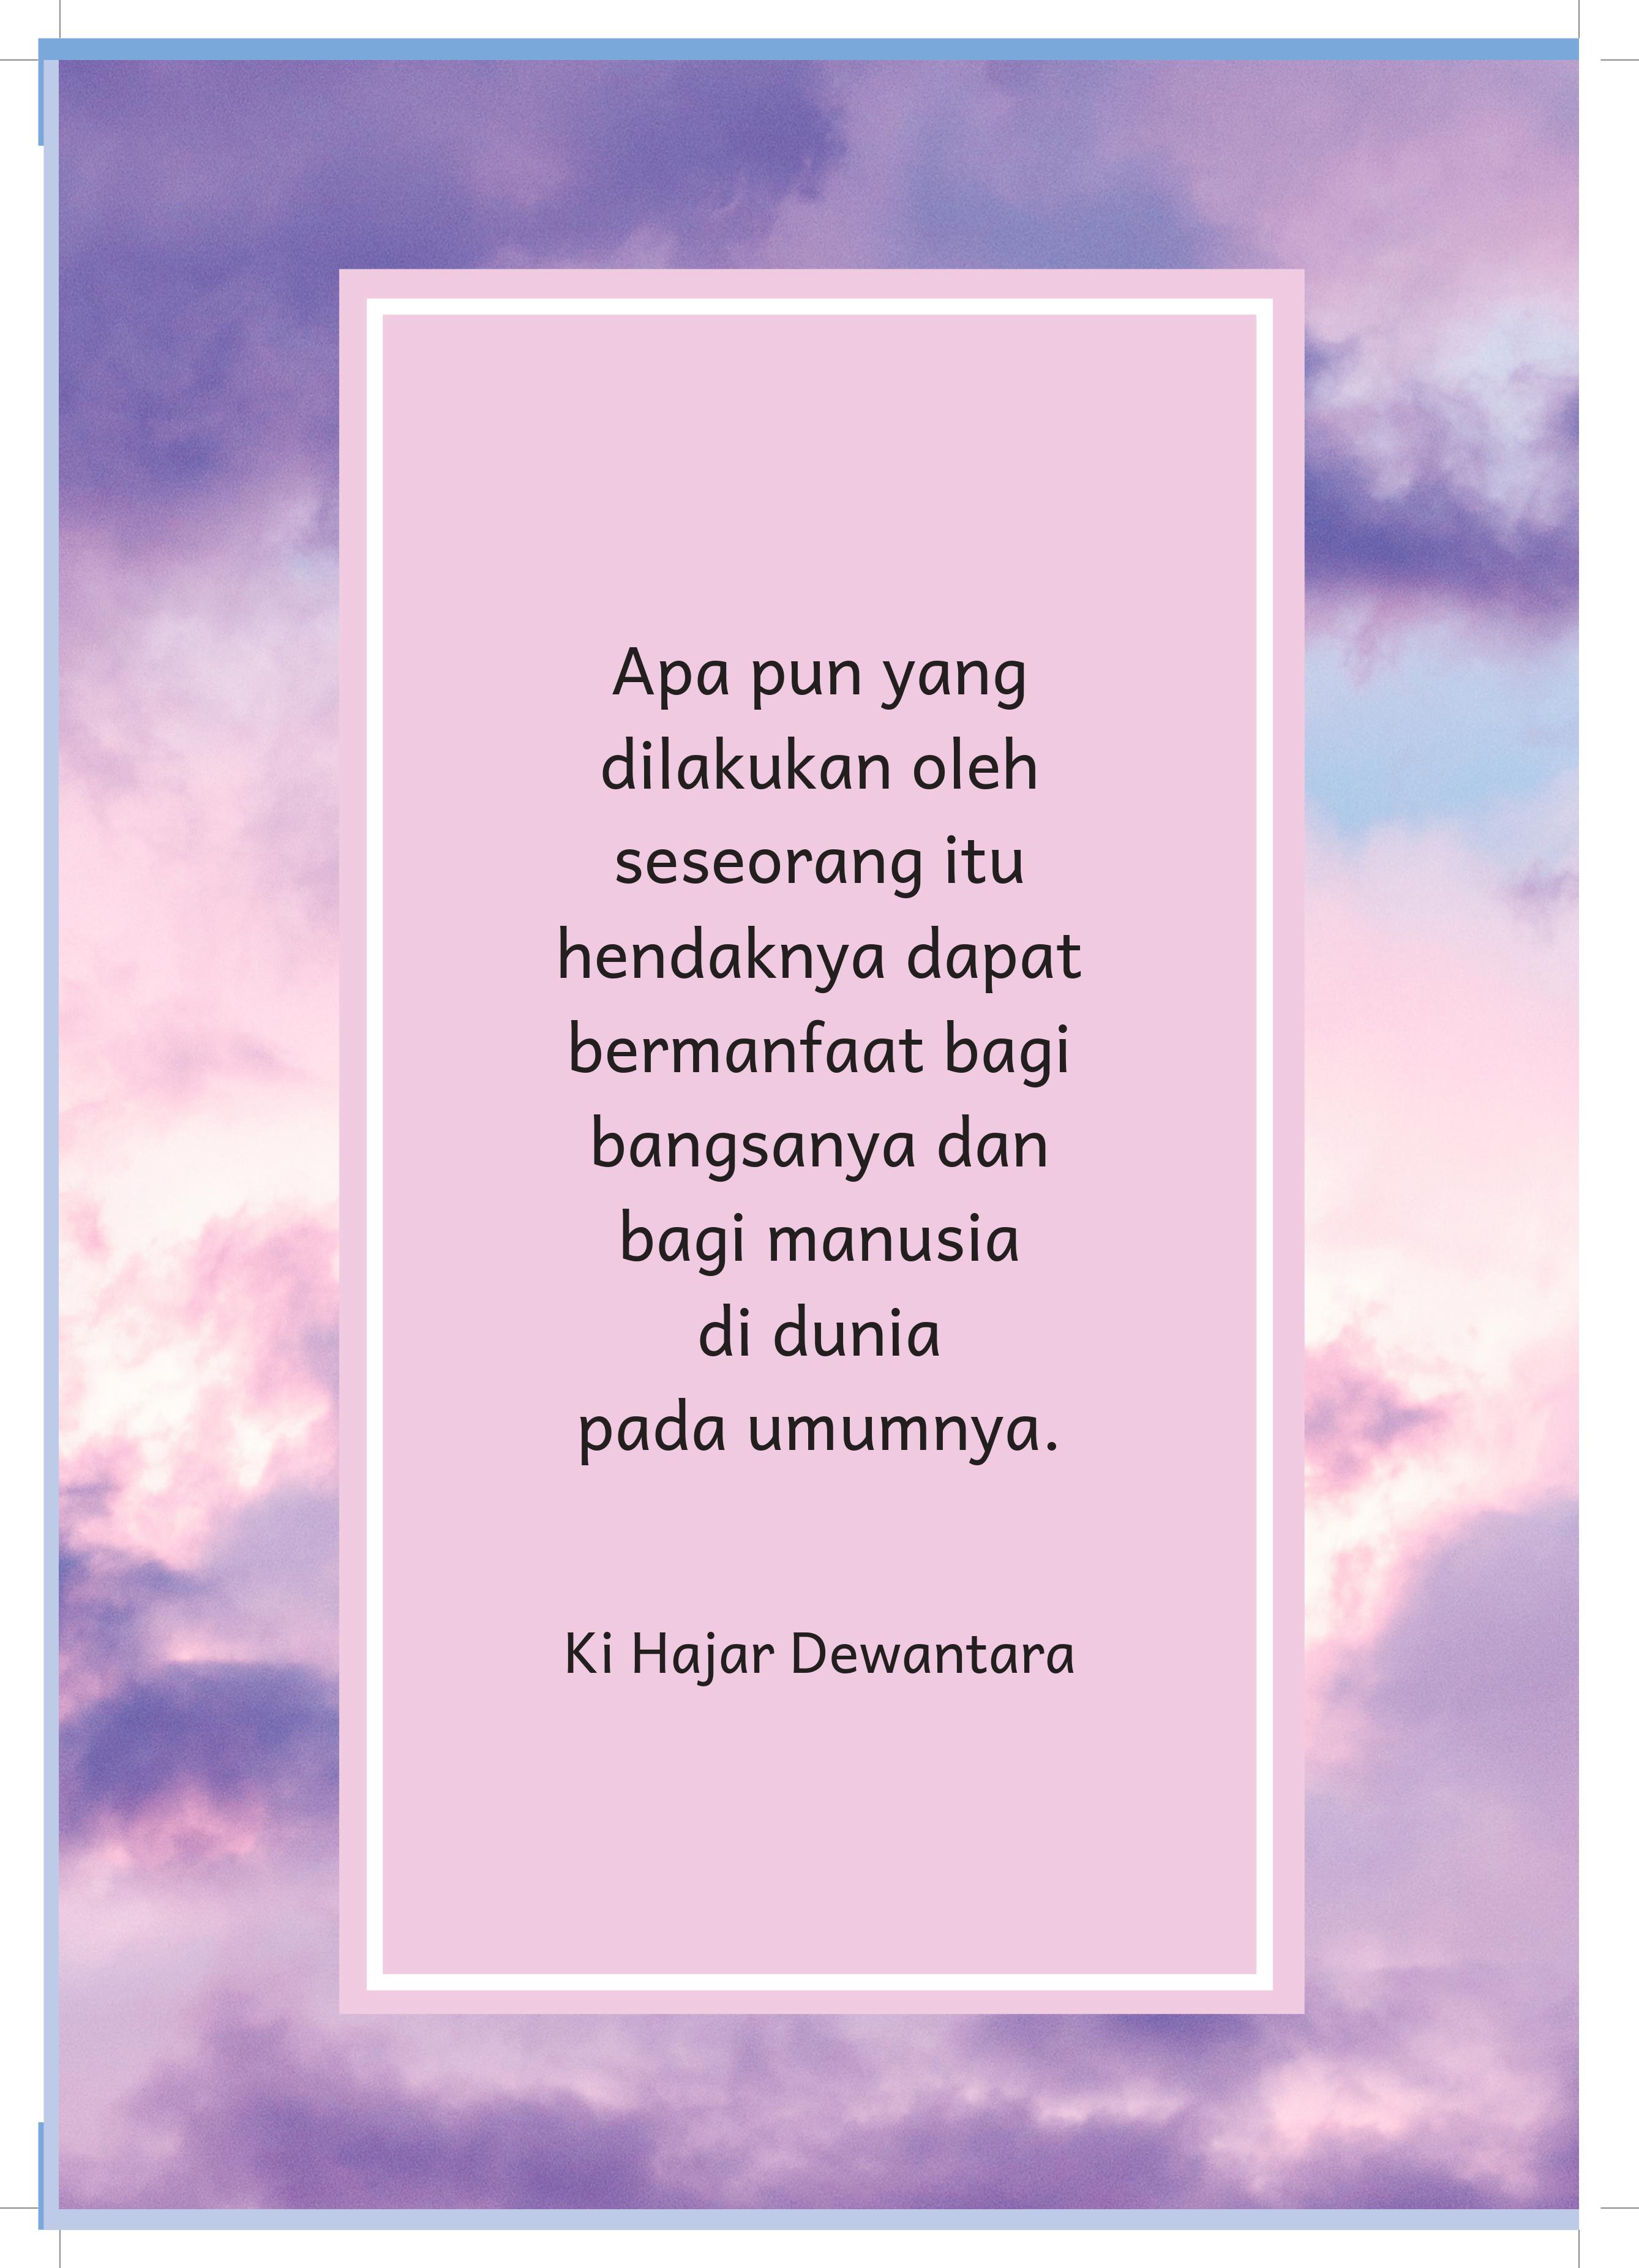 Apa pun yang
dilakukan oleh
seseorang itu
hendaknya dapat
bermanfaat bagi
bangsanya dan
bagi manusia
di dunia
pada umumnya.
Ki Hajar Dewantara